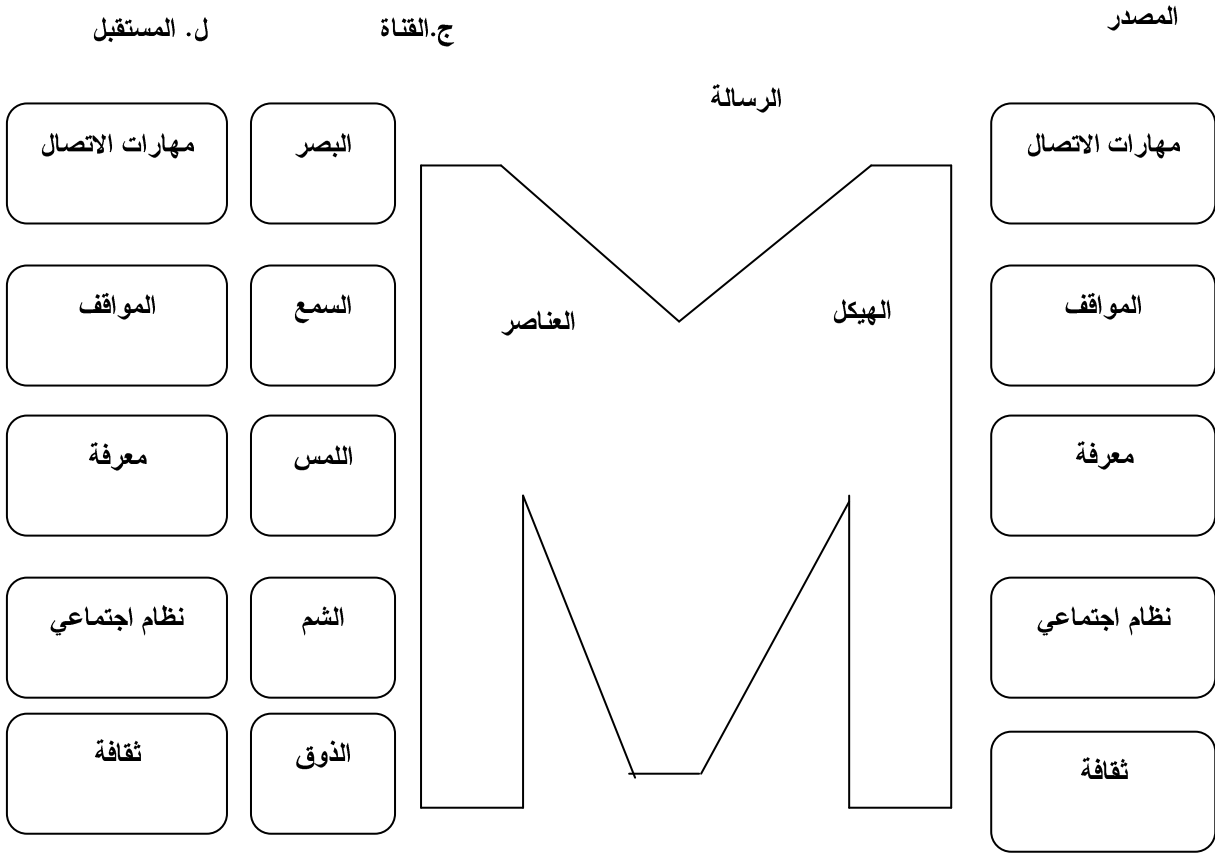 المصدر
الرسالة
ج.القناة
ل. المستقبل
مهارات الاتصال
المواقف
معرفة
نظام اجتماعي
ثقافة
الهيكل
العناصر
البصر
السمع
اللمس
الشم
الذوق
مهارات الاتصال
المواقف
معرفة
نظام اجتماعي
ثقافة